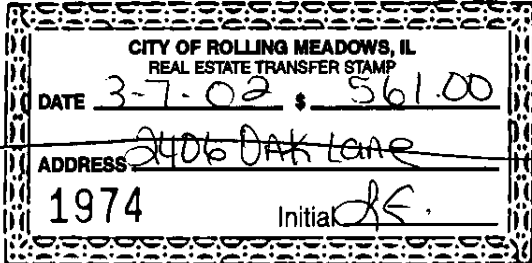 CITY OF ROLLING MEADOWS, IL
REAL ESTATE TRANSFER STAMP
DATE 3-7-02 $ 561.00
ADDRESS 2406 OAK Lane
1974 Initial